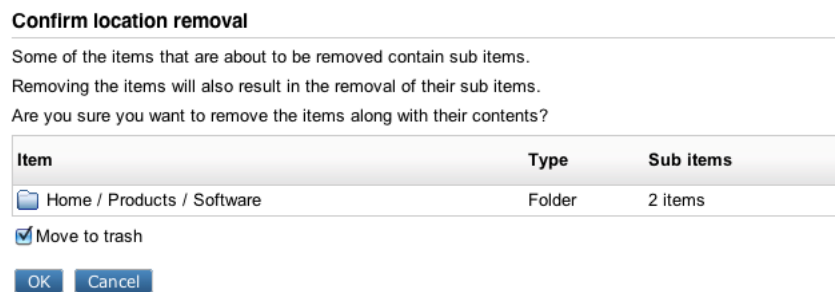 Confirm location removal
Some of the items that are about to be removed contain sub items.
Removing the items will also result in the removal of their sub items.
Are you sure you want to remove the items along with their contents?
Item Type Sub items
Home / Products / Software Folder 2 items
Move to trash
OK Cancel